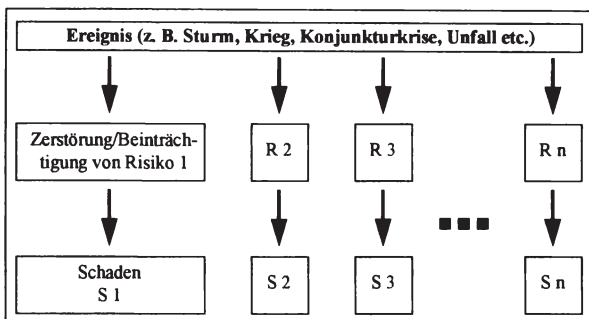 Ereignis (z. B. Sturm, Krieg, Konjunkturkrise, Unfall etc.)
Zerstörung/Beinträch-
tigung von Risiko 1
R 2
R 3
R n
Schaden
S 1
S 2
S 3
S n